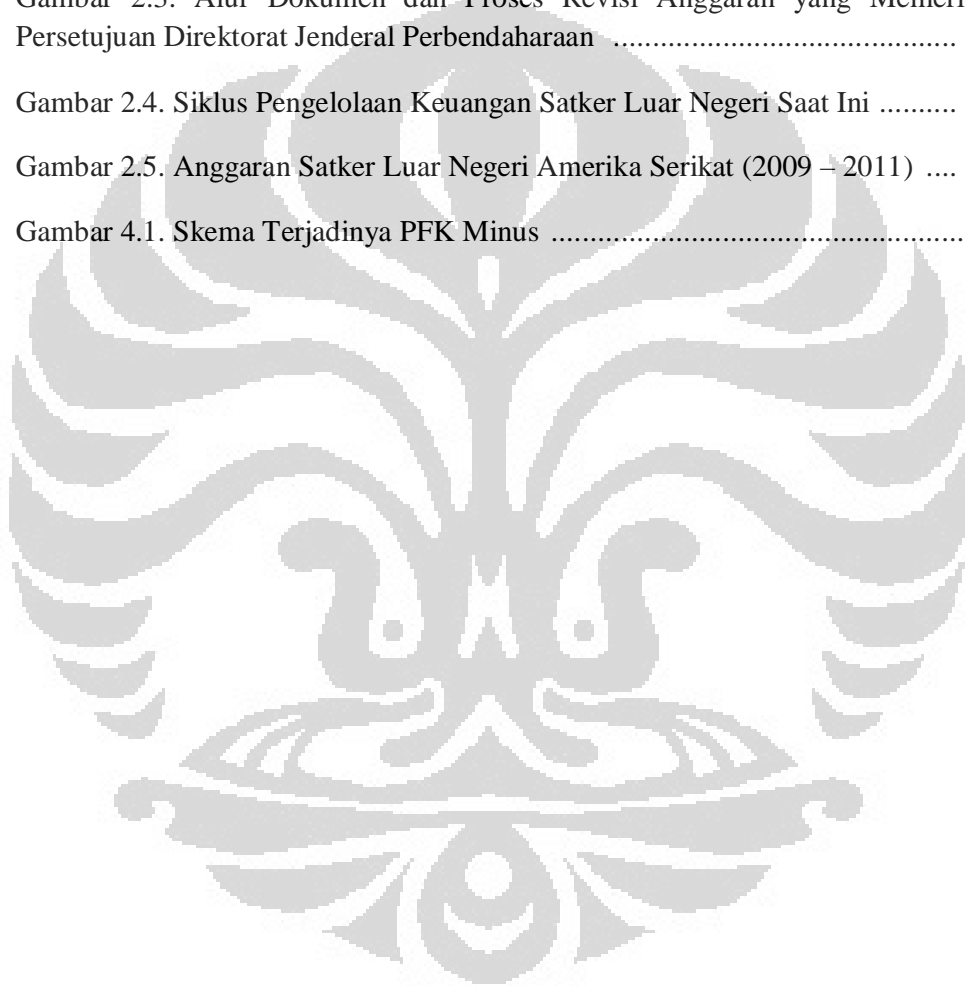 Gambar 2.3. Alur Dokumen dan Proses Revisi Anggaran yang
Persetujuan Direktorat Jenderal Perbendaharaan ..........................................
Gambar 2.4. Siklus Pengelolaan Keuangan Satker Luar Negeri Saat Ini ..........
Gambar 2.5. Anggaran Satker Luar Negeri Amerika Serikat (2009 – 2011) ....
Gambar 4.1. Skema Terjadinya PFK Minus ...................................................